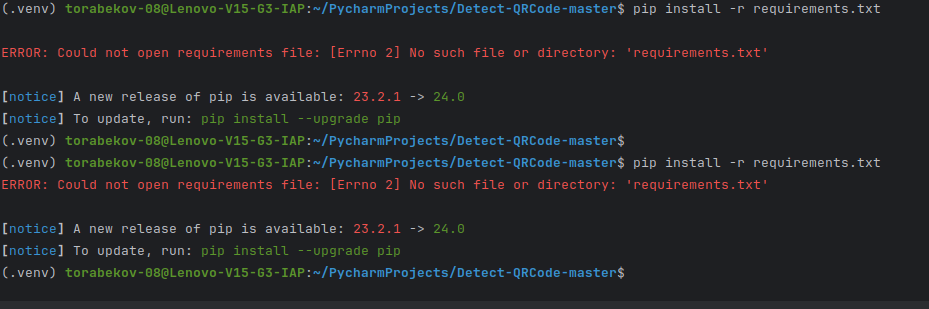 (.venv) torabekov-08@Lenovo-V15-G3-IAP:~/PycharmProjects/Detect-QRCode-master$ pip install -r requirements.txt
ERROR: Could not open requirements file: [Errno 2] No such file or directory: 'requirements.txt'
[notice] A new release of pip is available: 23.2.1 -> 24.0
[notice] To update, run: pip install --upgrade pip
(.venv) torabekov-08@Lenovo-V15-G3-IAP:~/PycharmProjects/Detect-QRCode-master$
(.venv) torabekov-08@Lenovo-V15-G3-IAP:~/PycharmProjects/Detect-QRCode-master$ pip install -r requirements.txt
ERROR: Could not open requirements file: [Errno 2] No such file or directory: 'requirements.txt'
[notice] A new release of pip is available: 23.2.1 -> 24.0
[notice] To update, run: pip install --upgrade pip
(.venv) torabekov-08@Lenovo-V15-G3-IAP:~/PycharmProjects/Detect-QRCode-master$